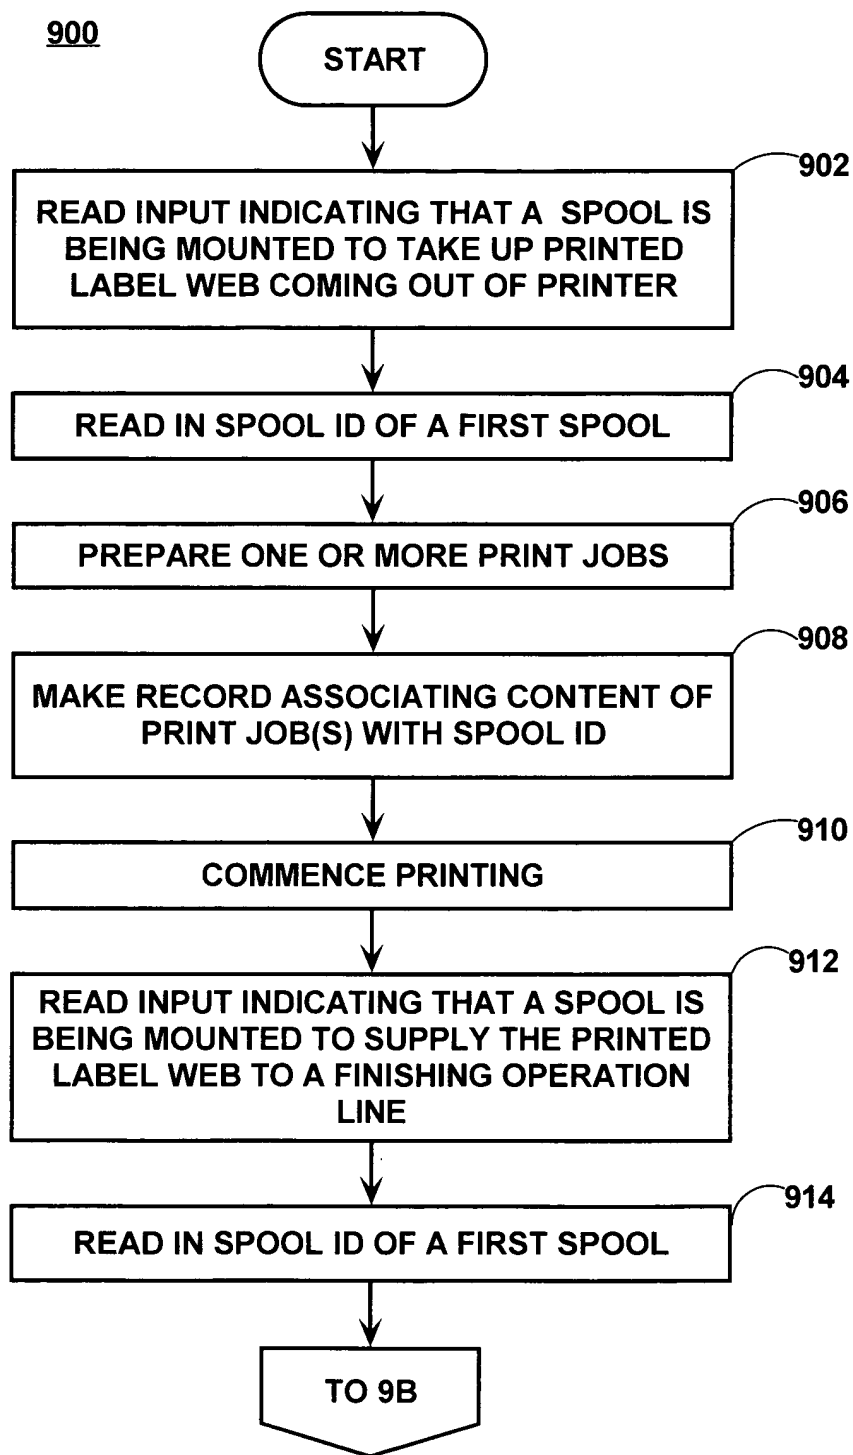 900
START
902
READ INPUT INDICATING THAT A SPOOL IS
BEING MOUNTED TO TAKE UP PRINTED
LABEL WEB COMING OUT OF PRINTER
904
READ IN SPOOL ID OF A FIRST SPOOL
906
PREPARE ONE OR MORE PRINT JOBS
908
MAKE RECORD ASSOCIATING CONTENT OF
PRINT JOB(S) WITH SPOOL ID
910
COMMENCE PRINTING
912
READ INPUT INDICATING THAT A SPOOL IS
BEING MOUNTED TO SUPPLY THE PRINTED
LABEL WEB TO A FINISHING OPERATION
LINE
914
READ IN SPOOL ID OF A FIRST SPOOL
TO 9B